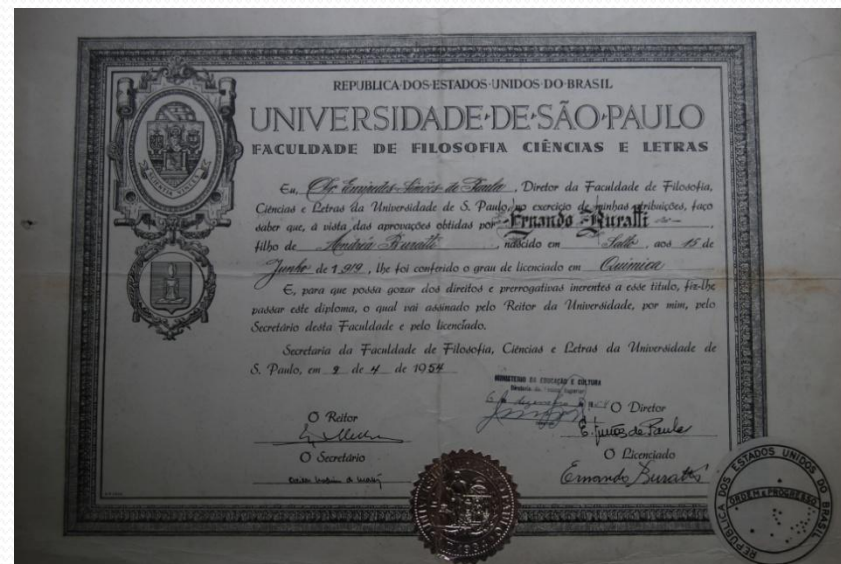 REPUBLICA·DOS·ESTADOS·UNIDOS·DO·BRASIL
UNIVERSIDADE·DE·SÃO·PAULO
FACULDADE DE FILOSOFIA CIÊNCIAS E LETRAS
Eu, Dr. Euripedes Simões de Paula, Diretor da Faculdade de Filosofia,
Ciências e Letras da Universidade de S. Paulo, no exercício de minhas atribuições, faço
saber que, à vista das aprovações obtidas por Ernando Buratti
filho de Andréa Buratti, nascido em Salto, aos 15 de
Junho de 1.919, lhe foi conferido o grau de licenciado em Química
E, para que possa gozar dos direitos e prerrogativas inerentes a esse título, fiz-lhe
passar este diploma, o qual vai assinado pelo Reitor da Universidade, por mim, pelo
Secretário desta Faculdade e pelo licenciado.
Secretaria da Faculdade de Filosofia, Ciências e Letras da Universidade de
S. Paulo, em 2 de 4 de 1954
MINISTÉRIO DA EDUCAÇÃO E CULTURA
Diretoria do Ensino Superior
O Reitor
O Diretor
E. Simões de Paula
O Secretário
O Licenciado
Ernando Buratti
REPÚBLICA DOS ESTADOS UNIDOS DO BRASIL
ORDEM E PROGRESSO